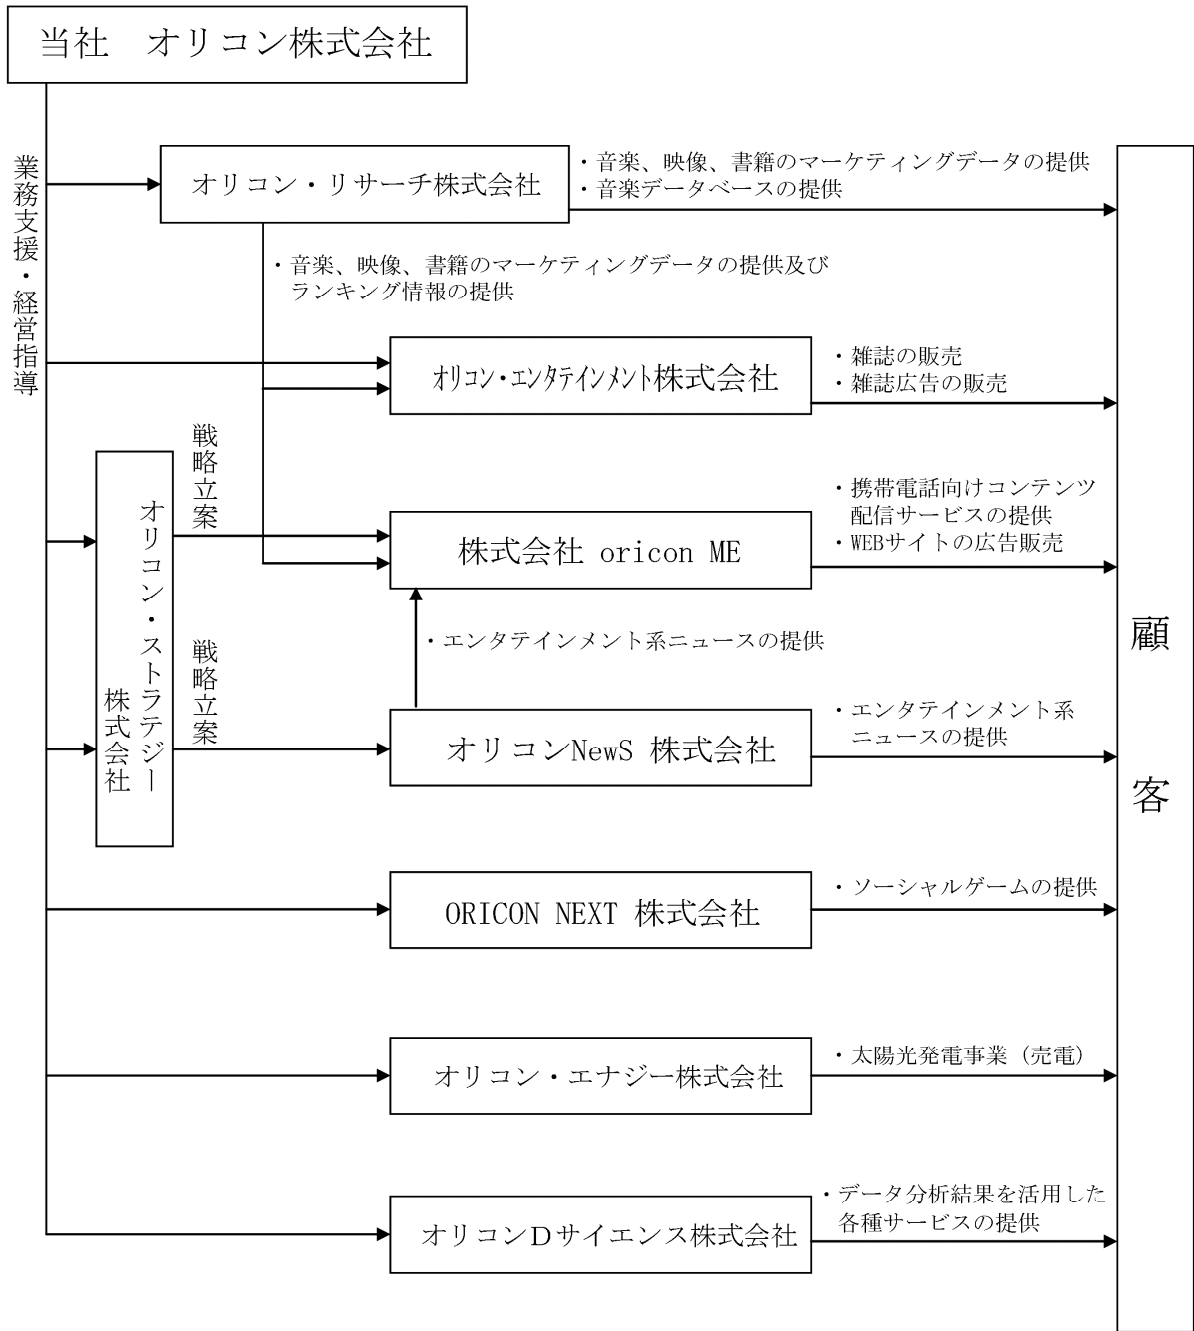 当社　オリコン株式会社
業務支援・経営指導
オリコン・リサーチ株式会社
・音楽、映像、書籍のマーケティングデータの提供
・音楽データベースの提供
・音楽、映像、書籍のマーケティングデータの提供及び
ランキング情報の提供
オリコン・エンタテインメント株式会社
・雑誌の販売
・雑誌広告の販売
オリコン・ストラテジー
株式会社
戦略立案
株式会社 oricon ME
・携帯電話向けコンテンツ
配信サービスの提供
・WEBサイトの広告販売
・エンタテインメント系ニュースの提供
戦略立案
オリコンNewS 株式会社
・エンタテインメント系
ニュースの提供
ORICON NEXT 株式会社
・ソーシャルゲームの提供
オリコン・エナジー株式会社
・太陽光発電事業（売電）
オリコンＤサイエンス株式会社
・データ分析結果を活用した
各種サービスの提供
顧客